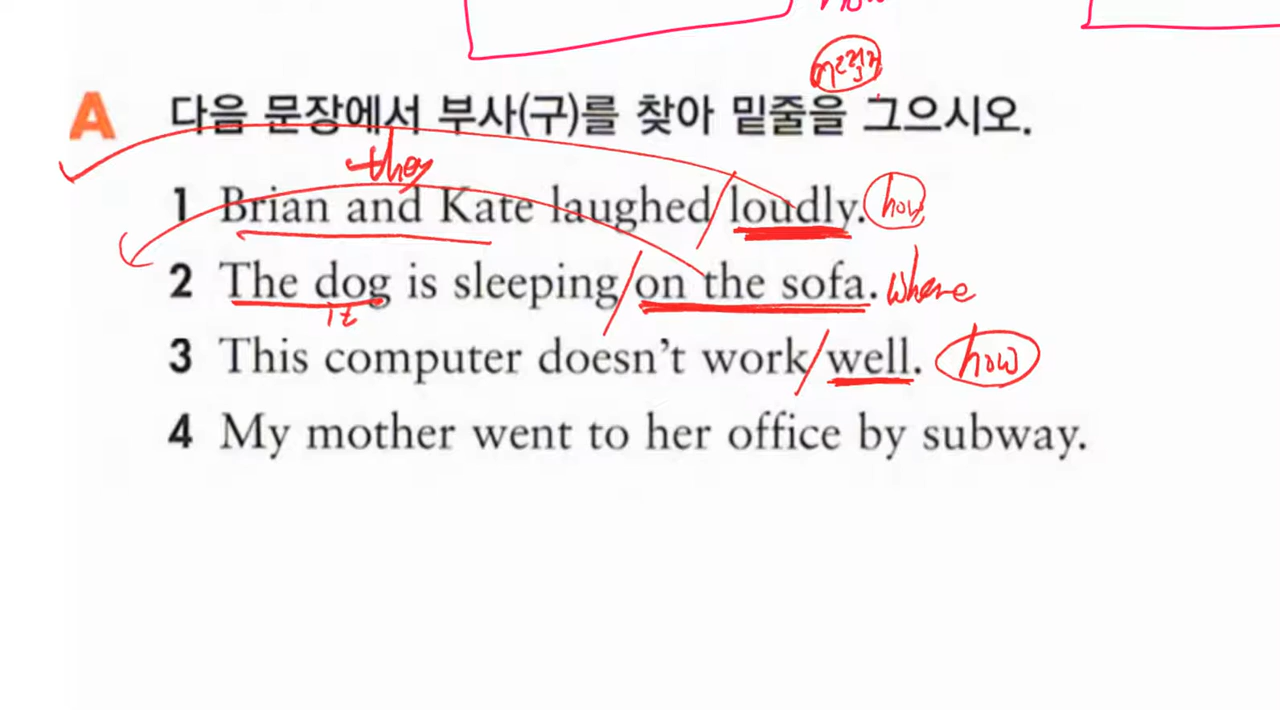 how
A 다음 문장에서 부사(구)를 찾아 밑줄을 그으시오.
they
1 Brian and Kate laughed / loudly. how
2 The dog is sleeping / on the sofa. where
it
3 This computer doesn't work / well. how
4 My mother went to her office by subway.